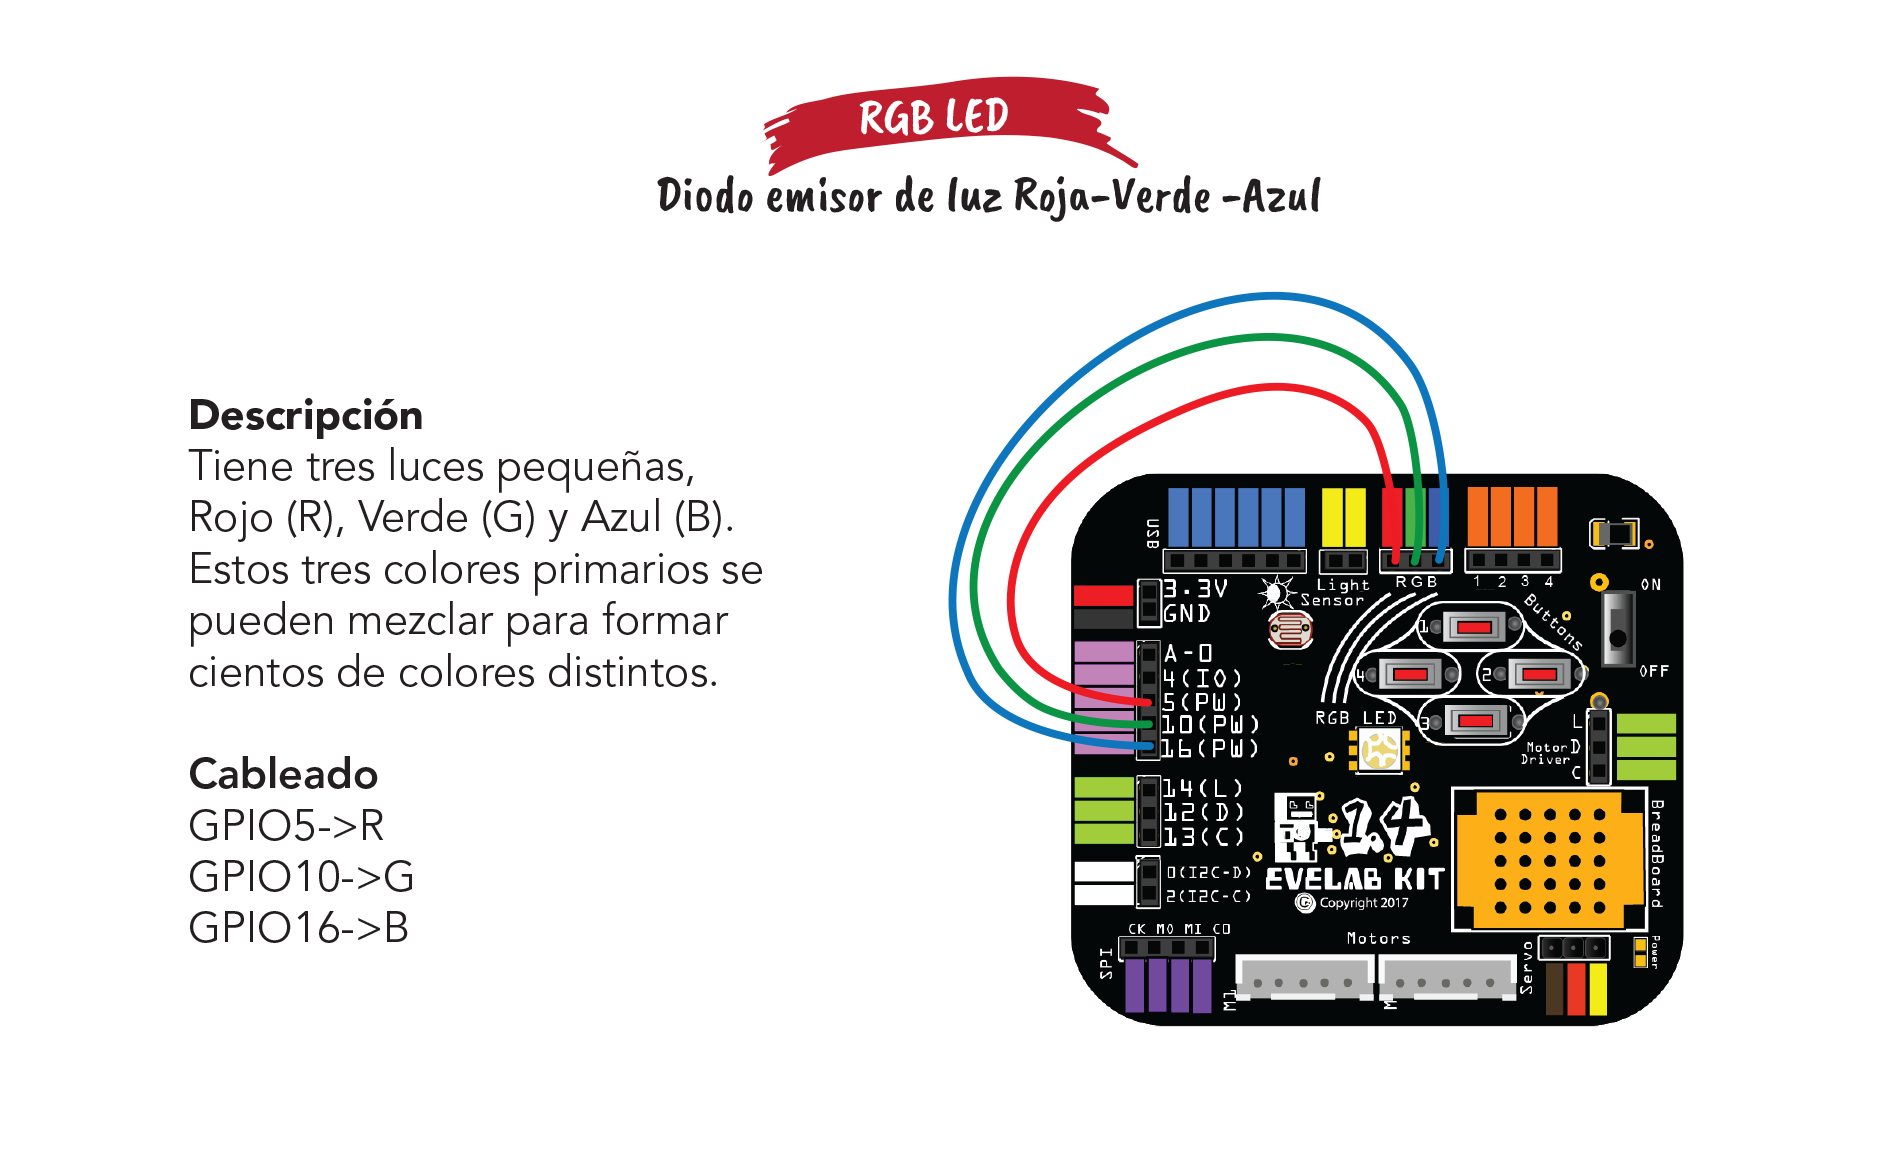 RGB LED
Diodo emisor de luz Roja-Verde -Azul
Descripción
Tiene tres luces pequeñas,
Rojo (R), Verde (G) y Azul (B).
Estos tres colores primarios se
pueden mezclar para formar
cientos de colores distintos.
Cableado
GPIO5->R
GPIO10->G
GPIO16->B
USB
Light
Sensor
R G B
1 2 3 4
ON
OFF
Buttons
1
4
2
3
3.3V
GND
A-0
4(IO)
5(PW)
10(PW)
16(PW)
RGB LED
L
Motor D
Driver
C
14(L)
12(D)
13(C)
0(I2C-D)
2(I2C-C)
1.4
EVELAB KIT
© Copyright 2017
BreadBoard
CK MO MI CO
SPI
Motors
M1
M
Servo
Power